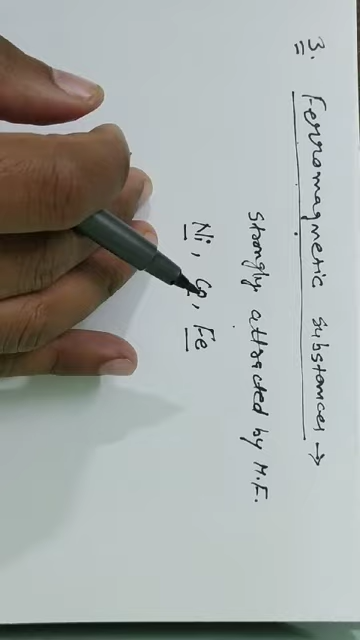 3. Ferromagnetic substances →
Strongly attracted by M.F.
Ni, Co, Fe